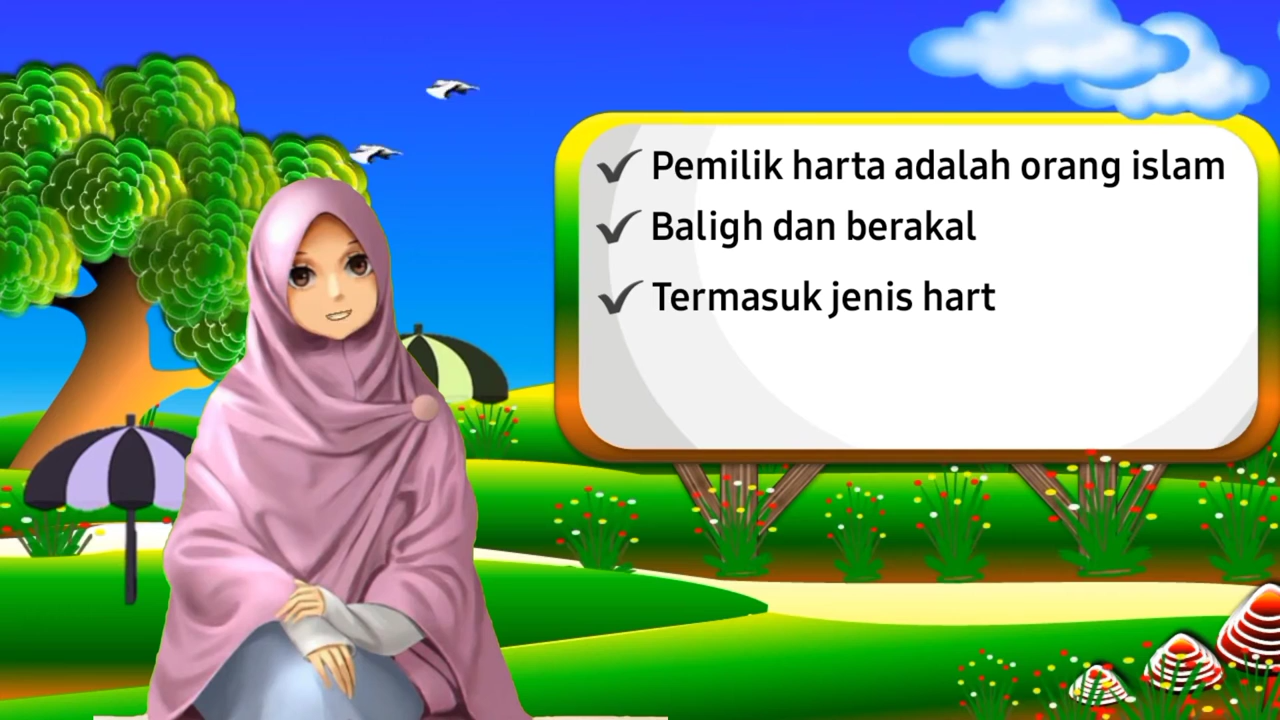 Pemilik harta adalah orang islam
Baligh dan berakal
Termasuk jenis hart